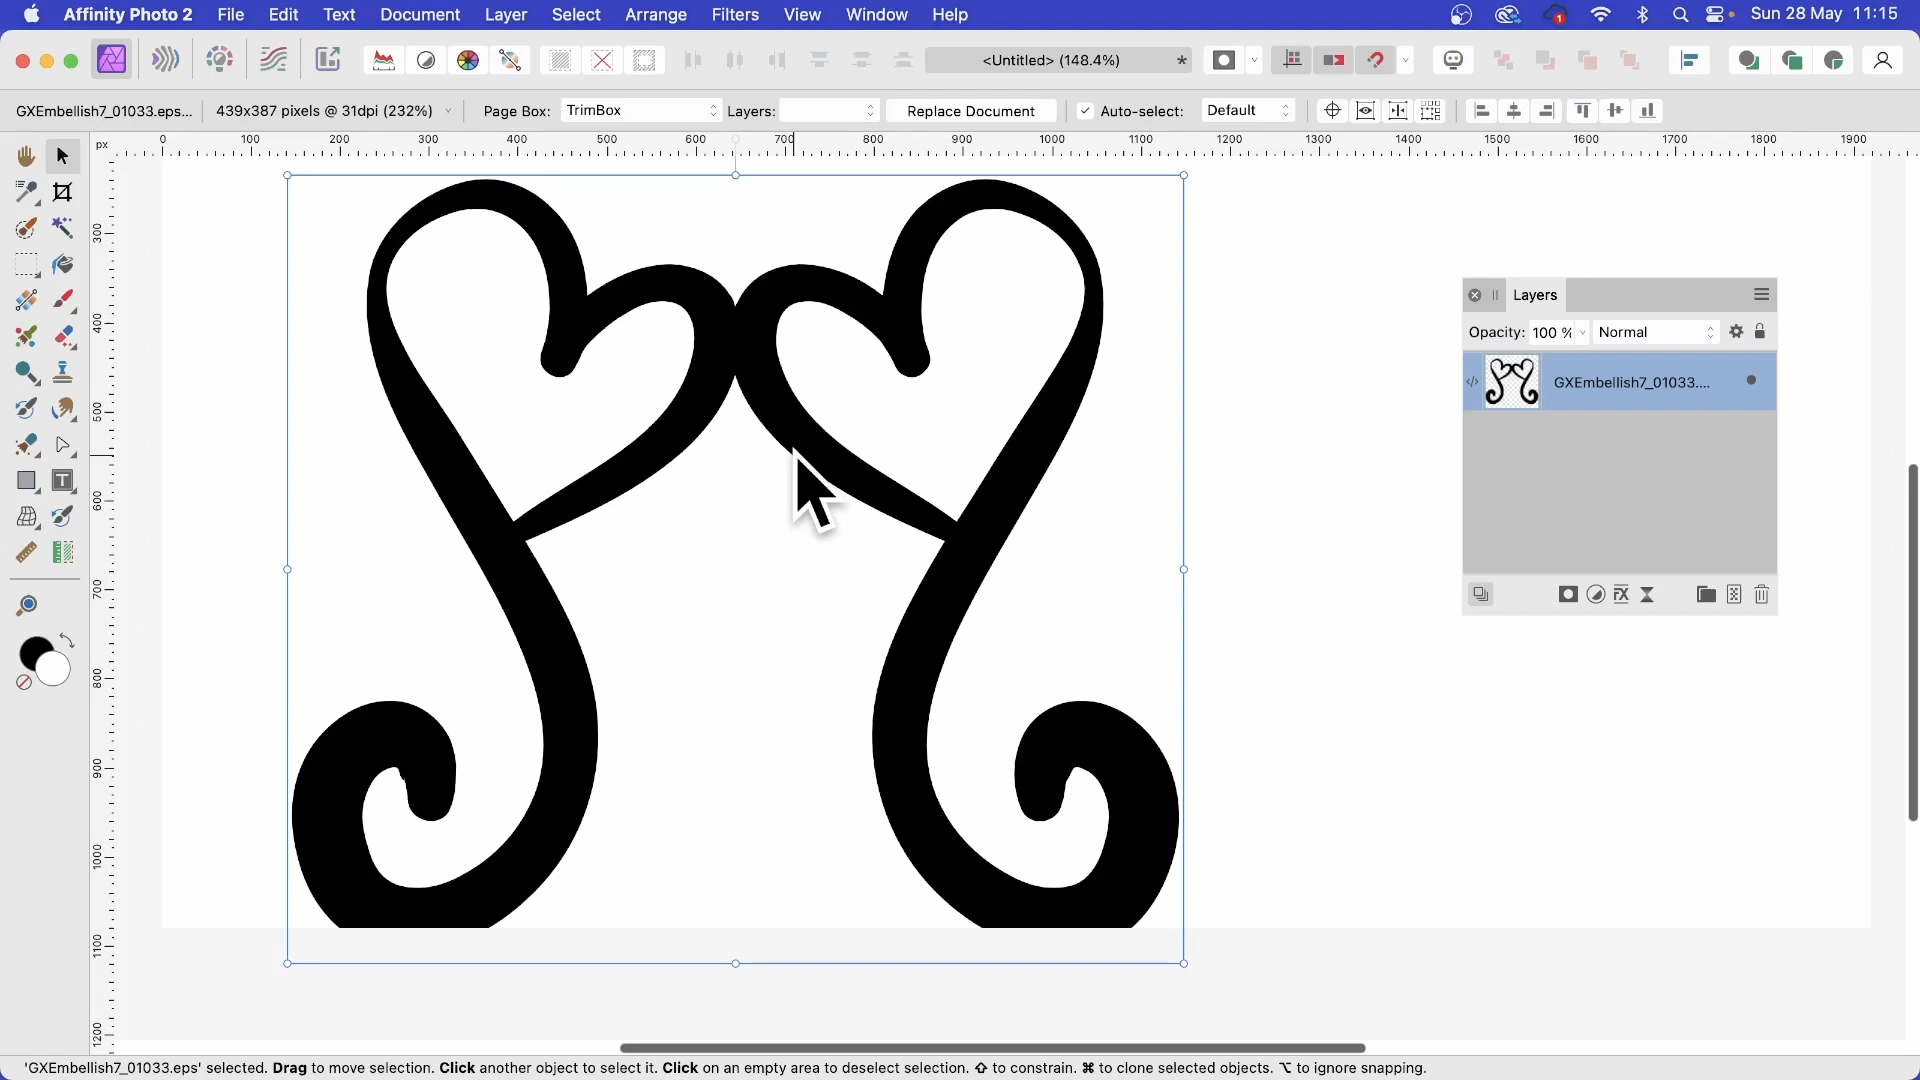 Affinity Photo 2 File Edit Text Document Layer Select Arrange Filters View Window Help 1 Sun 28 May 11:15
<Untitled> (148.4%) *
GXEmbellish7_01033.eps... 439x387 pixels @ 31dpi (232%) Page Box: TrimBox Layers: Replace Document Auto-select: Default
px 0 100 200 300 400 500 600 700 800 900 1000 1100 1200 1300 1400 1500 1600 1700 1800 1900
300
400
500
600
700
800
900
1000
1100
1200
Layers
Opacity: 100 % Normal
GXEmbellish7_01033....
'GXEmbellish7_01033.eps' selected. Drag to move selection. Click another object to select it. Click on an empty area to deselect selection. ⇧ to constrain. ⌘ to clone selected objects. ⌥ to ignore snapping.